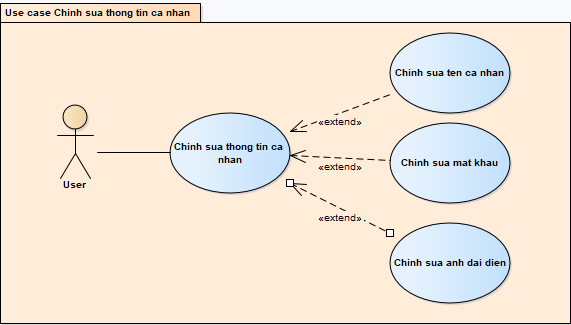 Use case Chinh sua thong tin ca nhan
Chinh sua ten ca nhan
«extend»
Chinh sua thong tin ca
nhan
Chinh sua mat khau
«extend»
User
«extend»
Chinh sua anh dai dien